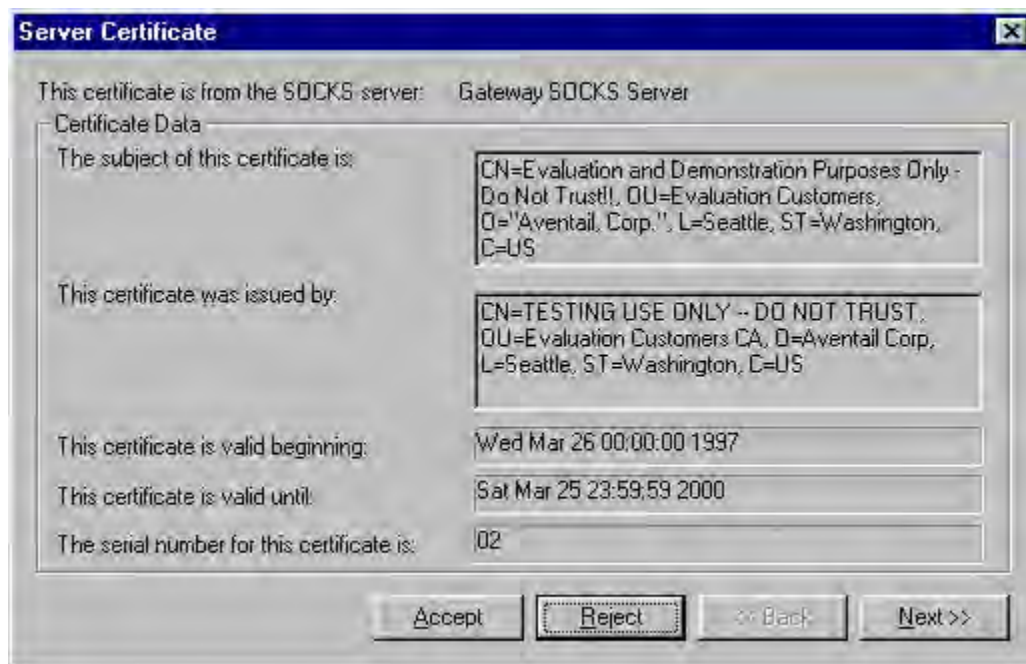 Server Certificate
This certificate is from the SOCKS server: Gateway SOCKS Server
Certificate Data
The subject of this certificate is:
CN=Evaluation and Demonstration Purposes Only -
Do Not Trust!!, OU=Evaluation Customers,
O="Aventail, Corp.", L=Seattle, ST=Washington,
C=US
This certificate was issued by:
CN=TESTING USE ONLY -- DO NOT TRUST,
OU=Evaluation Customers CA, O=Aventail Corp,
L=Seattle, ST=Washington, C=US
This certificate is valid beginning: Wed Mar 26 00:00:00 1997
This certificate is valid until: Sat Mar 25 23:59:59 2000
The serial number for this certificate is: 02
Accept Reject << Back Next >>